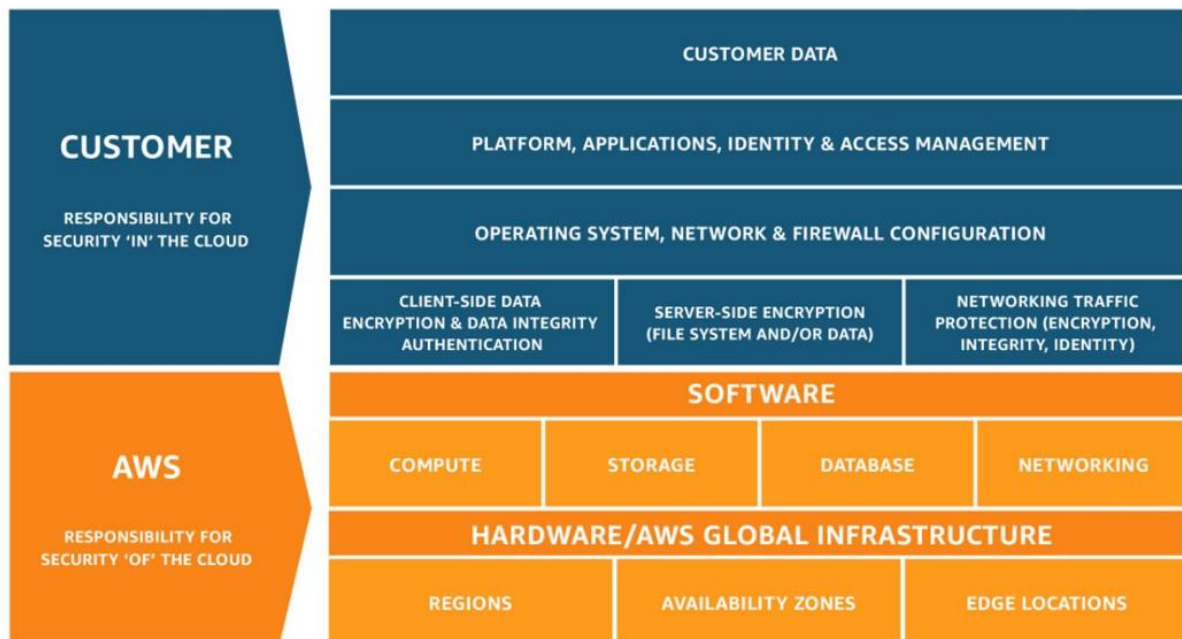 CUSTOMER
RESPONSIBILITY FOR
SECURITY ‘IN’ THE CLOUD
CUSTOMER DATA
PLATFORM, APPLICATIONS, IDENTITY & ACCESS MANAGEMENT
OPERATING SYSTEM, NETWORK & FIREWALL CONFIGURATION
CLIENT-SIDE DATA
ENCRYPTION & DATA INTEGRITY
AUTHENTICATION
SERVER-SIDE ENCRYPTION
(FILE SYSTEM AND/OR DATA)
NETWORKING TRAFFIC
PROTECTION (ENCRYPTION,
INTEGRITY, IDENTITY)
AWS
RESPONSIBILITY FOR
SECURITY ‘OF’ THE CLOUD
SOFTWARE
COMPUTE
STORAGE
DATABASE
NETWORKING
HARDWARE/AWS GLOBAL INFRASTRUCTURE
REGIONS
AVAILABILITY ZONES
EDGE LOCATIONS